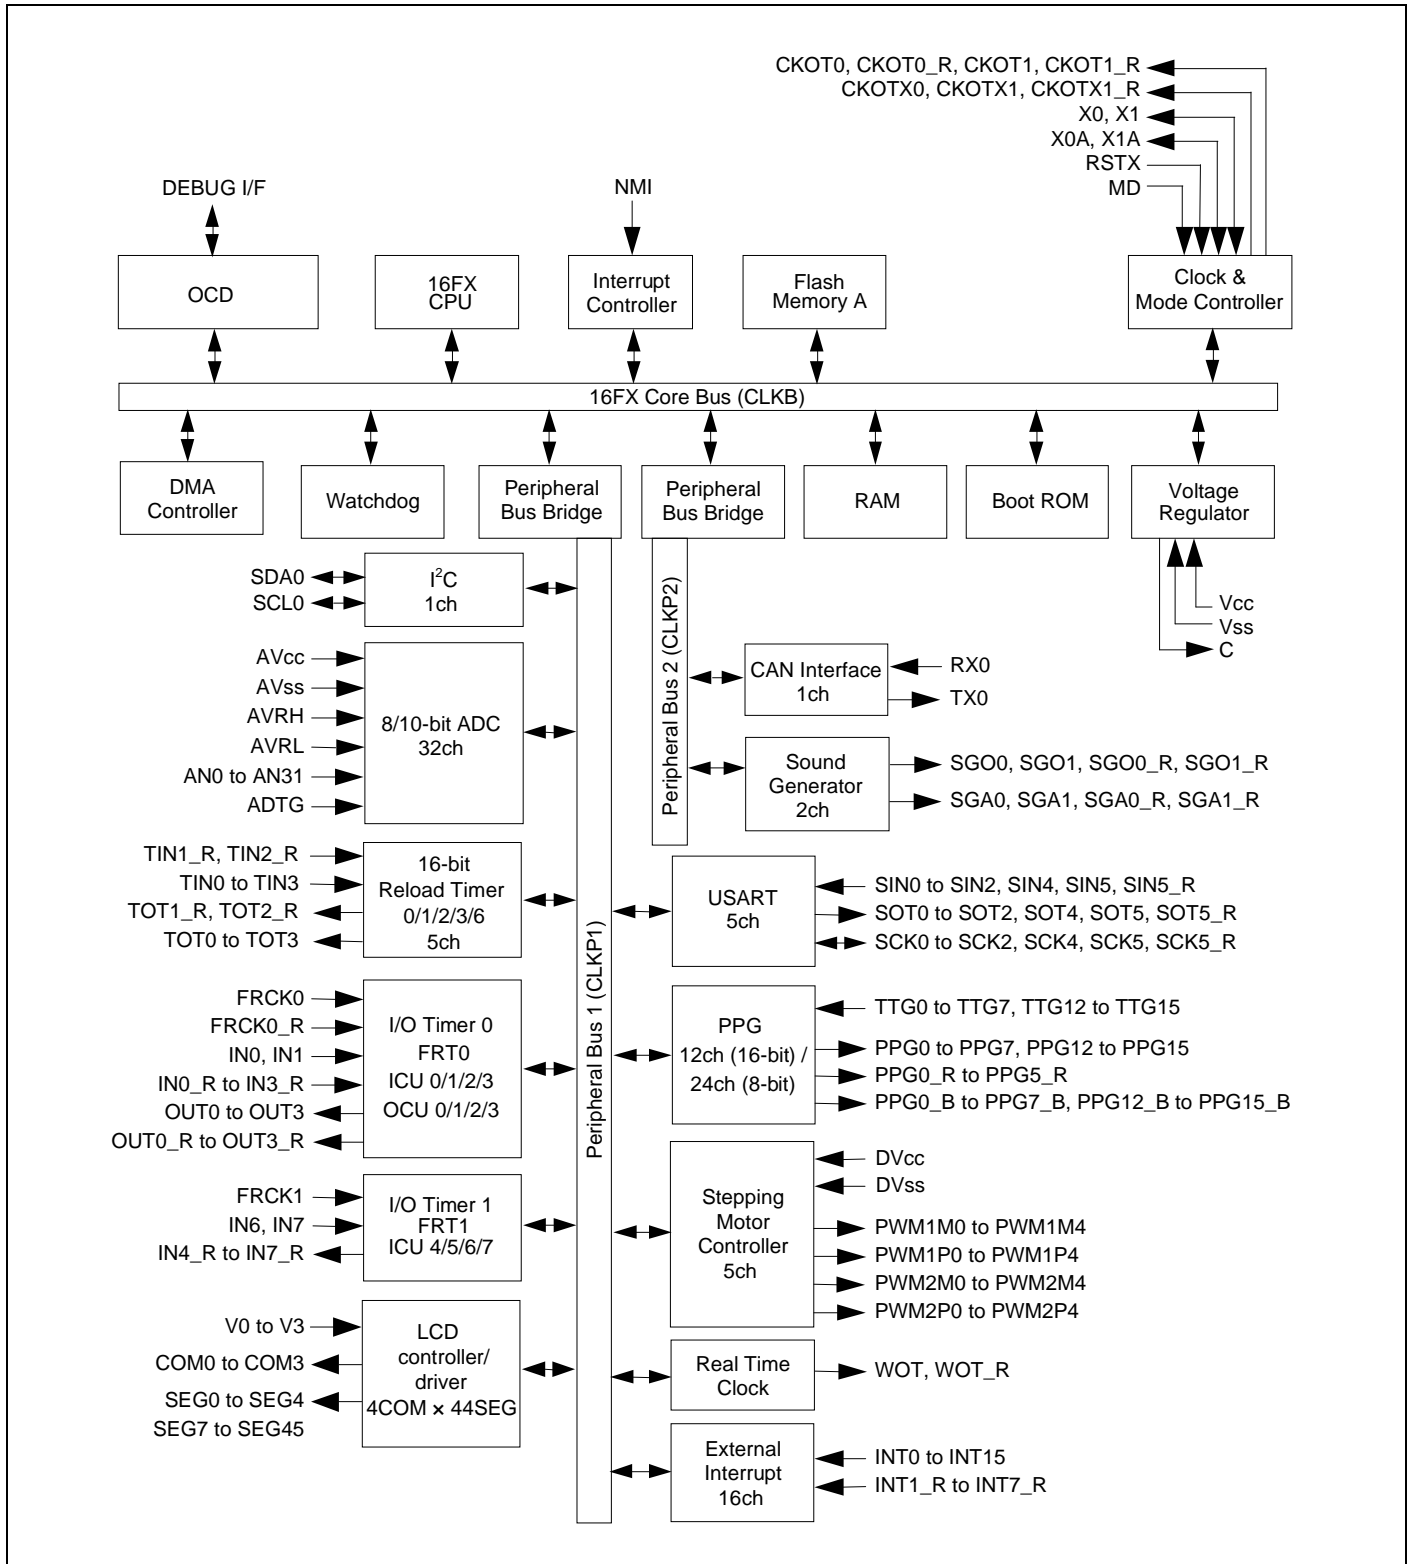 CKOT0, CKOT0_R, CKOT1, CKOT1_R
CKOTX0, CKOTX1, CKOTX1_R
X0, X1
X0A, X1A
RSTX
MD
DEBUG I/F
NMI
OCD
16FX
CPU
Interrupt
Controller
Flash
Memory A
Clock &
Mode Controller
16FX Core Bus (CLKB)
DMA
Controller
Watchdog
Peripheral
Bus Bridge
Peripheral
Bus Bridge
RAM
Boot ROM
Voltage
Regulator
Vcc
Vss
C
Peripheral Bus 1 (CLKP1)
Peripheral Bus 2 (CLKP2)
SDA0
SCL0
I²C
1ch
AVcc
AVss
AVRH
AVRL
AN0 to AN31
ADTG
8/10-bit ADC
32ch
TIN1_R, TIN2_R
TIN0 to TIN3
TOT1_R, TOT2_R
TOT0 to TOT3
16-bit
Reload Timer
0/1/2/3/6
5ch
FRCK0
FRCK0_R
IN0, IN1
IN0_R to IN3_R
OUT0 to OUT3
OUT0_R to OUT3_R
I/O Timer 0
FRT0
ICU 0/1/2/3
OCU 0/1/2/3
FRCK1
IN6, IN7
IN4_R to IN7_R
I/O Timer 1
FRT1
ICU 4/5/6/7
V0 to V3
COM0 to COM3
SEG0 to SEG4
SEG7 to SEG45
LCD
controller/
driver
4COM × 44SEG
CAN Interface
1ch
RX0
TX0
Sound
Generator
2ch
SGO0, SGO1, SGO0_R, SGO1_R
SGA0, SGA1, SGA0_R, SGA1_R
USART
5ch
SIN0 to SIN2, SIN4, SIN5, SIN5_R
SOT0 to SOT2, SOT4, SOT5, SOT5_R
SCK0 to SCK2, SCK4, SCK5, SCK5_R
PPG
12ch (16-bit) /
24ch (8-bit)
TTG0 to TTG7, TTG12 to TTG15
PPG0 to PPG7, PPG12 to PPG15
PPG0_R to PPG5_R
PPG0_B to PPG7_B, PPG12_B to PPG15_B
Stepping
Motor
Controller
5ch
DVcc
DVss
PWM1M0 to PWM1M4
PWM1P0 to PWM1P4
PWM2M0 to PWM2M4
PWM2P0 to PWM2P4
Real Time
Clock
WOT, WOT_R
External
Interrupt
16ch
INT0 to INT15
INT1_R to INT7_R